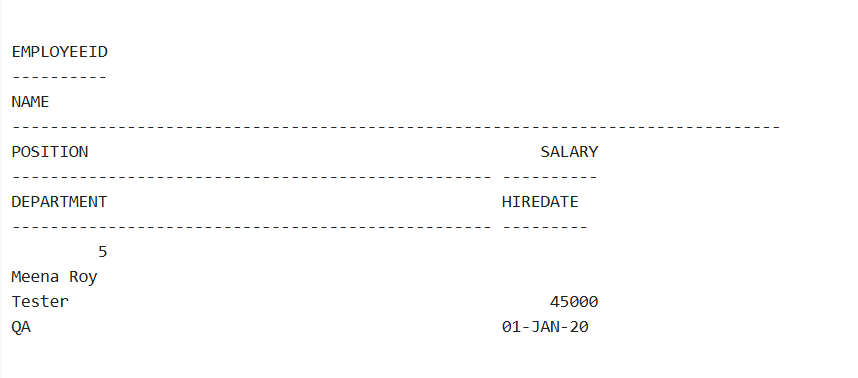 EMPLOYEEID
----------
NAME
--------------------------------------------------------------------------------
POSITION                                               SALARY
-------------------------------------------------- ----------
DEPARTMENT                                         HIREDATE
-------------------------------------------------- ---------
         5
Meena Roy
Tester                                                  45000
QA                                                 01-JAN-20